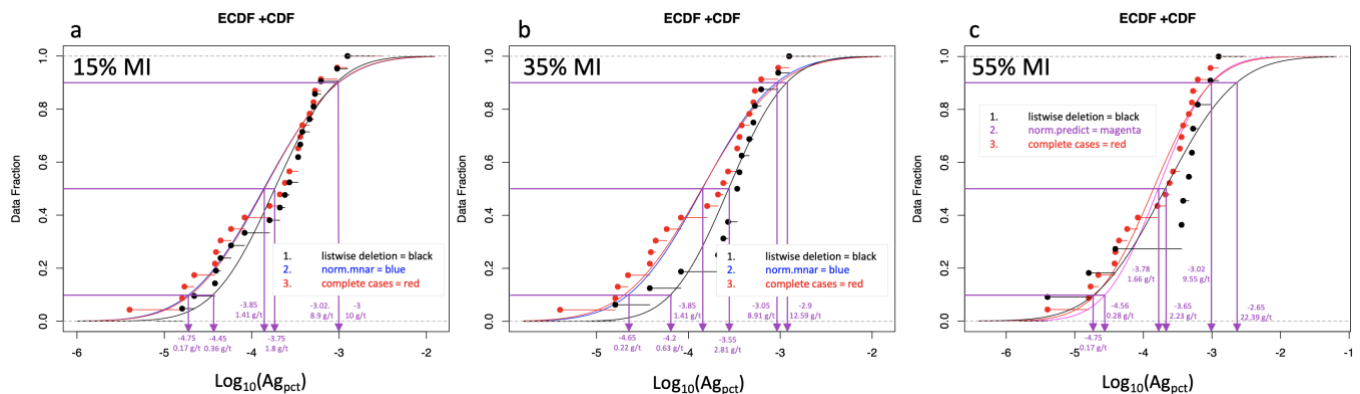 ECDF +CDF
a
15% MI
Data Fraction
1.0
0.8
0.6
0.4
0.2
0.0
1. listwise deletion = black
2. norm.mnar = blue
3. complete cases = red
-3.85
1.41 g/t
-3.02.
8.9 g/t
-3
10 g/t
-4.75
0.17 g/t
-4.45
0.36 g/t
-3.75
1.8 g/t
-6 -5 -4 -3 -2
Log10(Agpct)
ECDF +CDF
b
35% MI
Data Fraction
1.0
0.8
0.6
0.4
0.2
0.0
1. listwise deletion = black
2. norm.mnar = blue
3. complete cases = red
-3.85
1.41 g/t
-3.05
8.91 g/t
-2.9
12.59 g/t
-4.65
0.22 g/t
-4.2
0.63 g/t
-3.55
2.81 g/t
-5 -4 -3 -2
Log10(Agpct)
ECDF +CDF
c
55% MI
Data Fraction
1.0
0.8
0.6
0.4
0.2
0.0
1. listwise deletion = black
2. norm.predict = magenta
3. complete cases = red
-3.78
1.66 g/t
-3.02
9.55 g/t
-4.56
0.28 g/t
-3.65
2.23 g/t
-2.65
22,39 g/t
-4.75
0.17 g/t
-6 -5 -4 -3 -2 -1
Log10(Agpct)